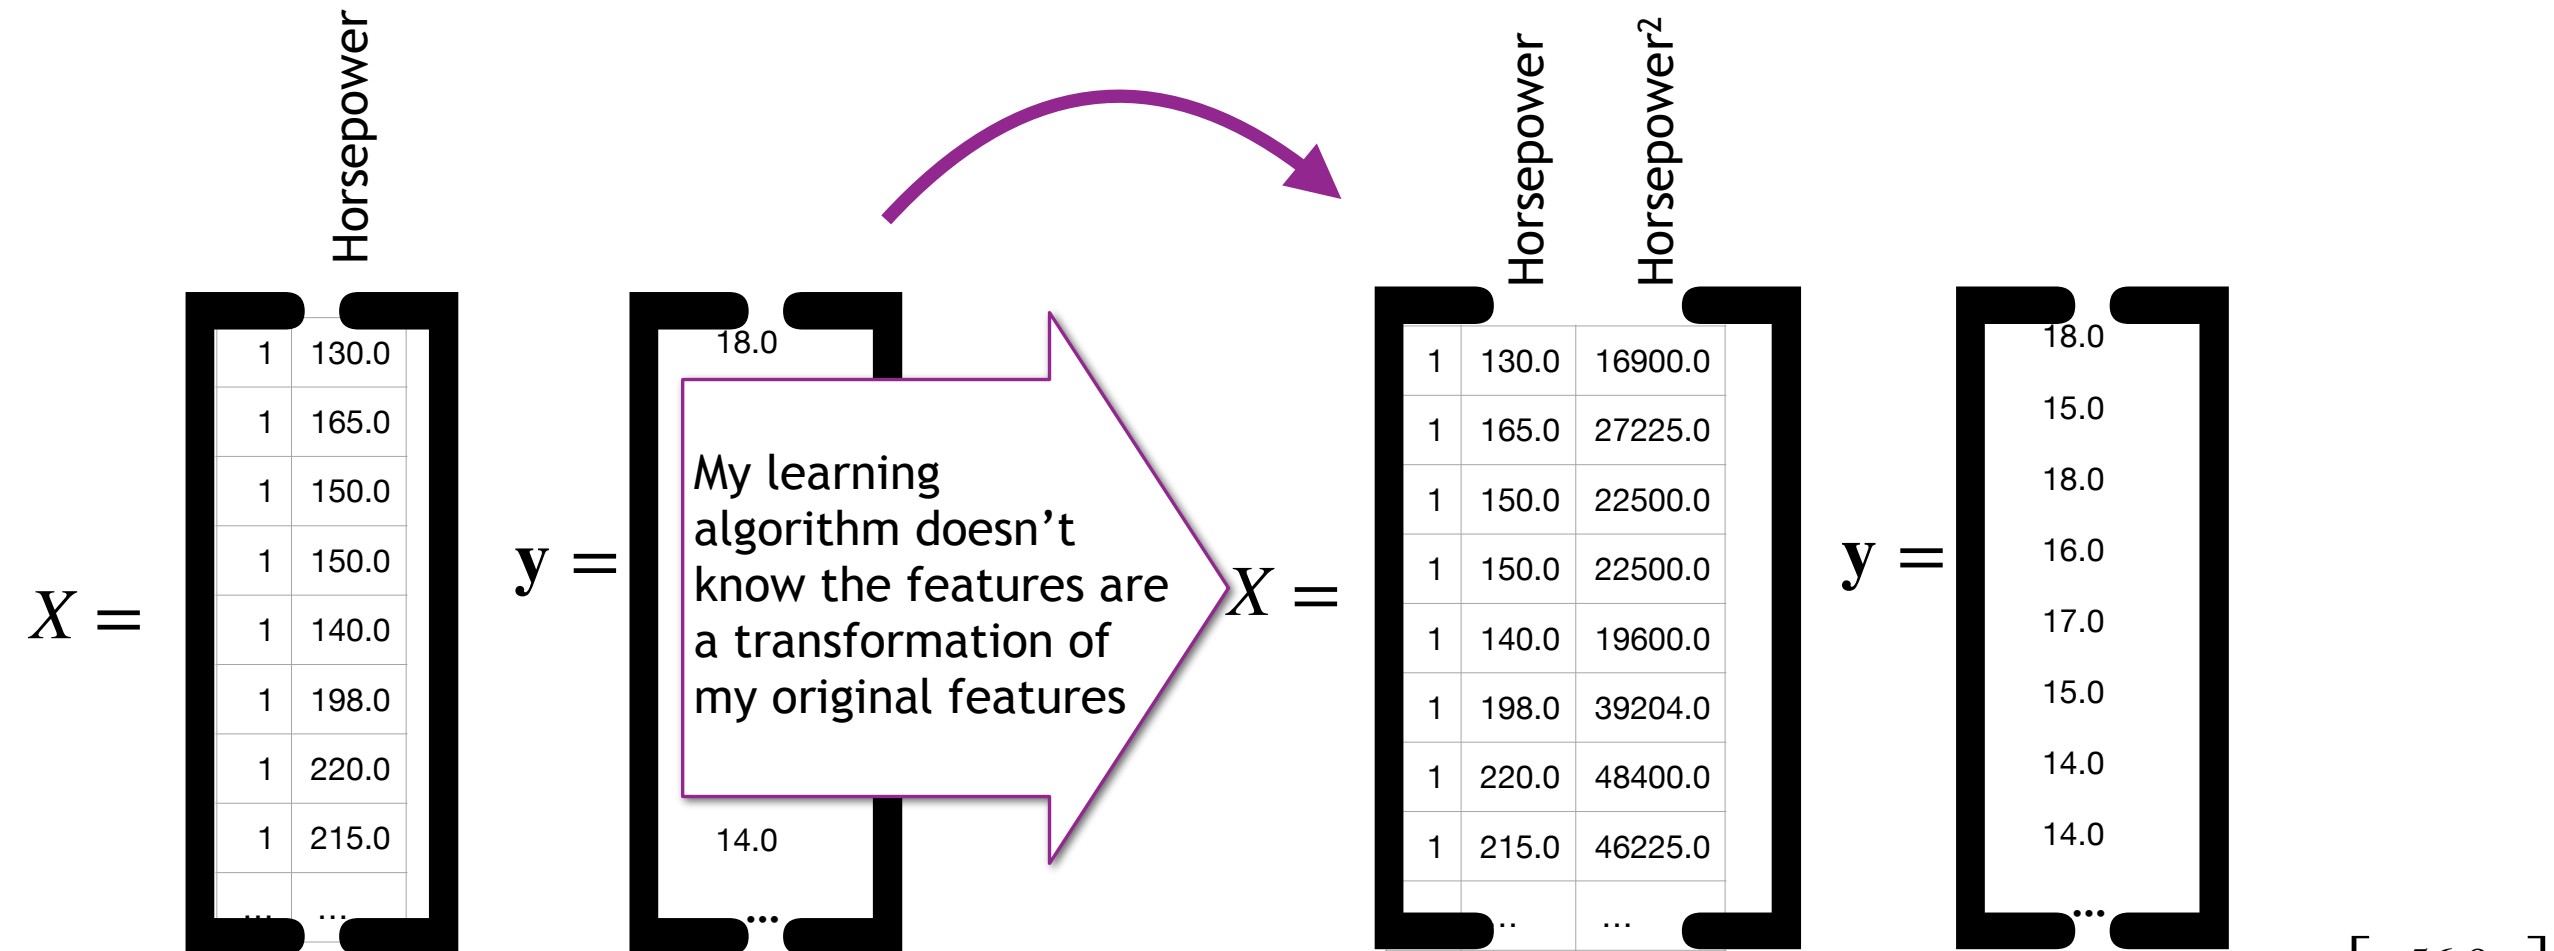 Horsepower
X =
1 130.0
1 165.0
1 150.0
1 150.0
1 140.0
1 198.0
1 220.0
1 215.0
... ...
y =
18.0
14.0
...
My learning
algorithm doesn't
know the features are
a transformation of
my original features
Horsepower Horsepower²
X =
1 130.0 16900.0
1 165.0 27225.0
1 150.0 22500.0
1 150.0 22500.0
1 140.0 19600.0
1 198.0 39204.0
1 220.0 48400.0
1 215.0 46225.0
.. ...
y =
18.0
15.0
18.0
16.0
17.0
15.0
14.0
14.0
...